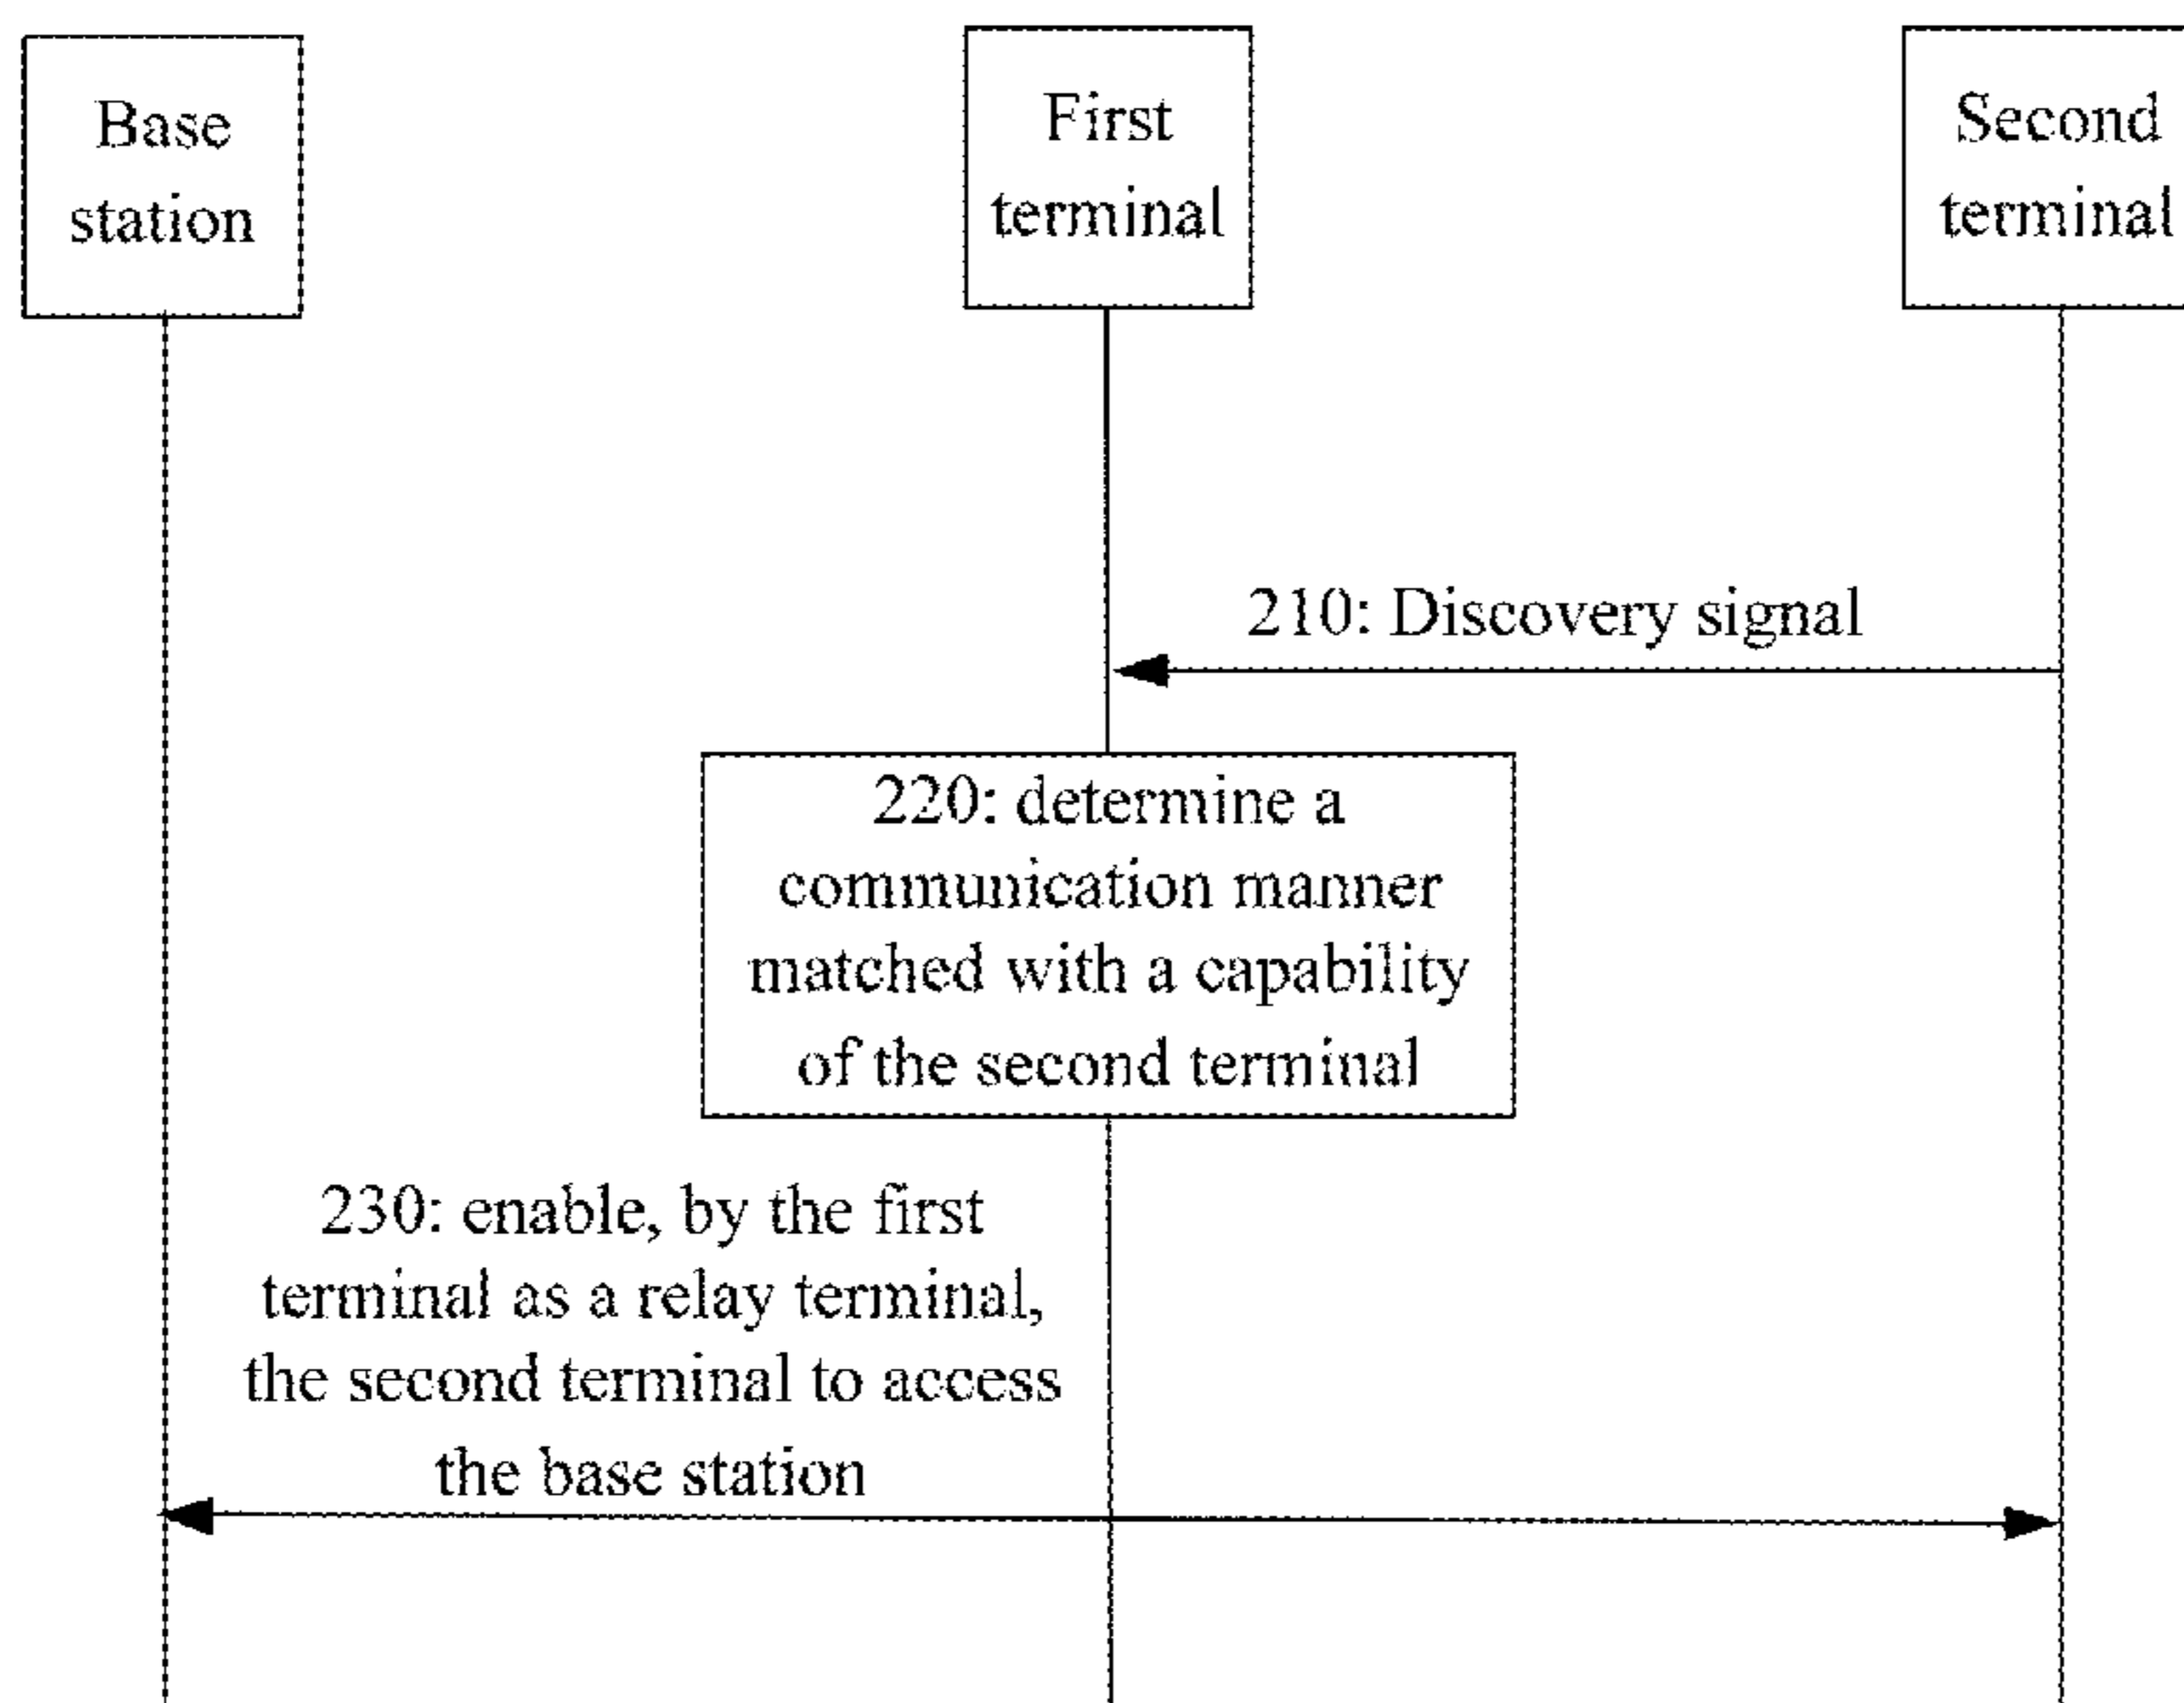 Base
station
First
terminal
Second
terminal
210: Discovery signal
220: determine a
communication manner
matched with a capability
of the second terminal
230: enable, by the first
terminal as a relay terminal,
the second terminal to access
the base station